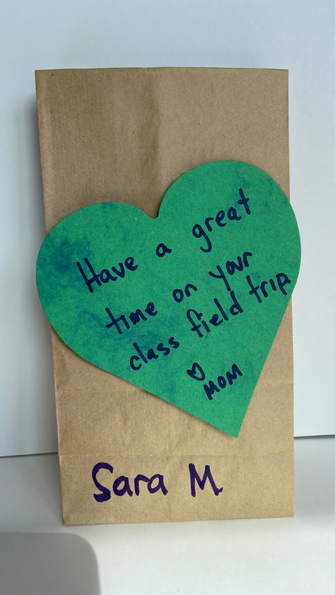 Have a great
time on your
class field trip
♡ MOM
Sara M.